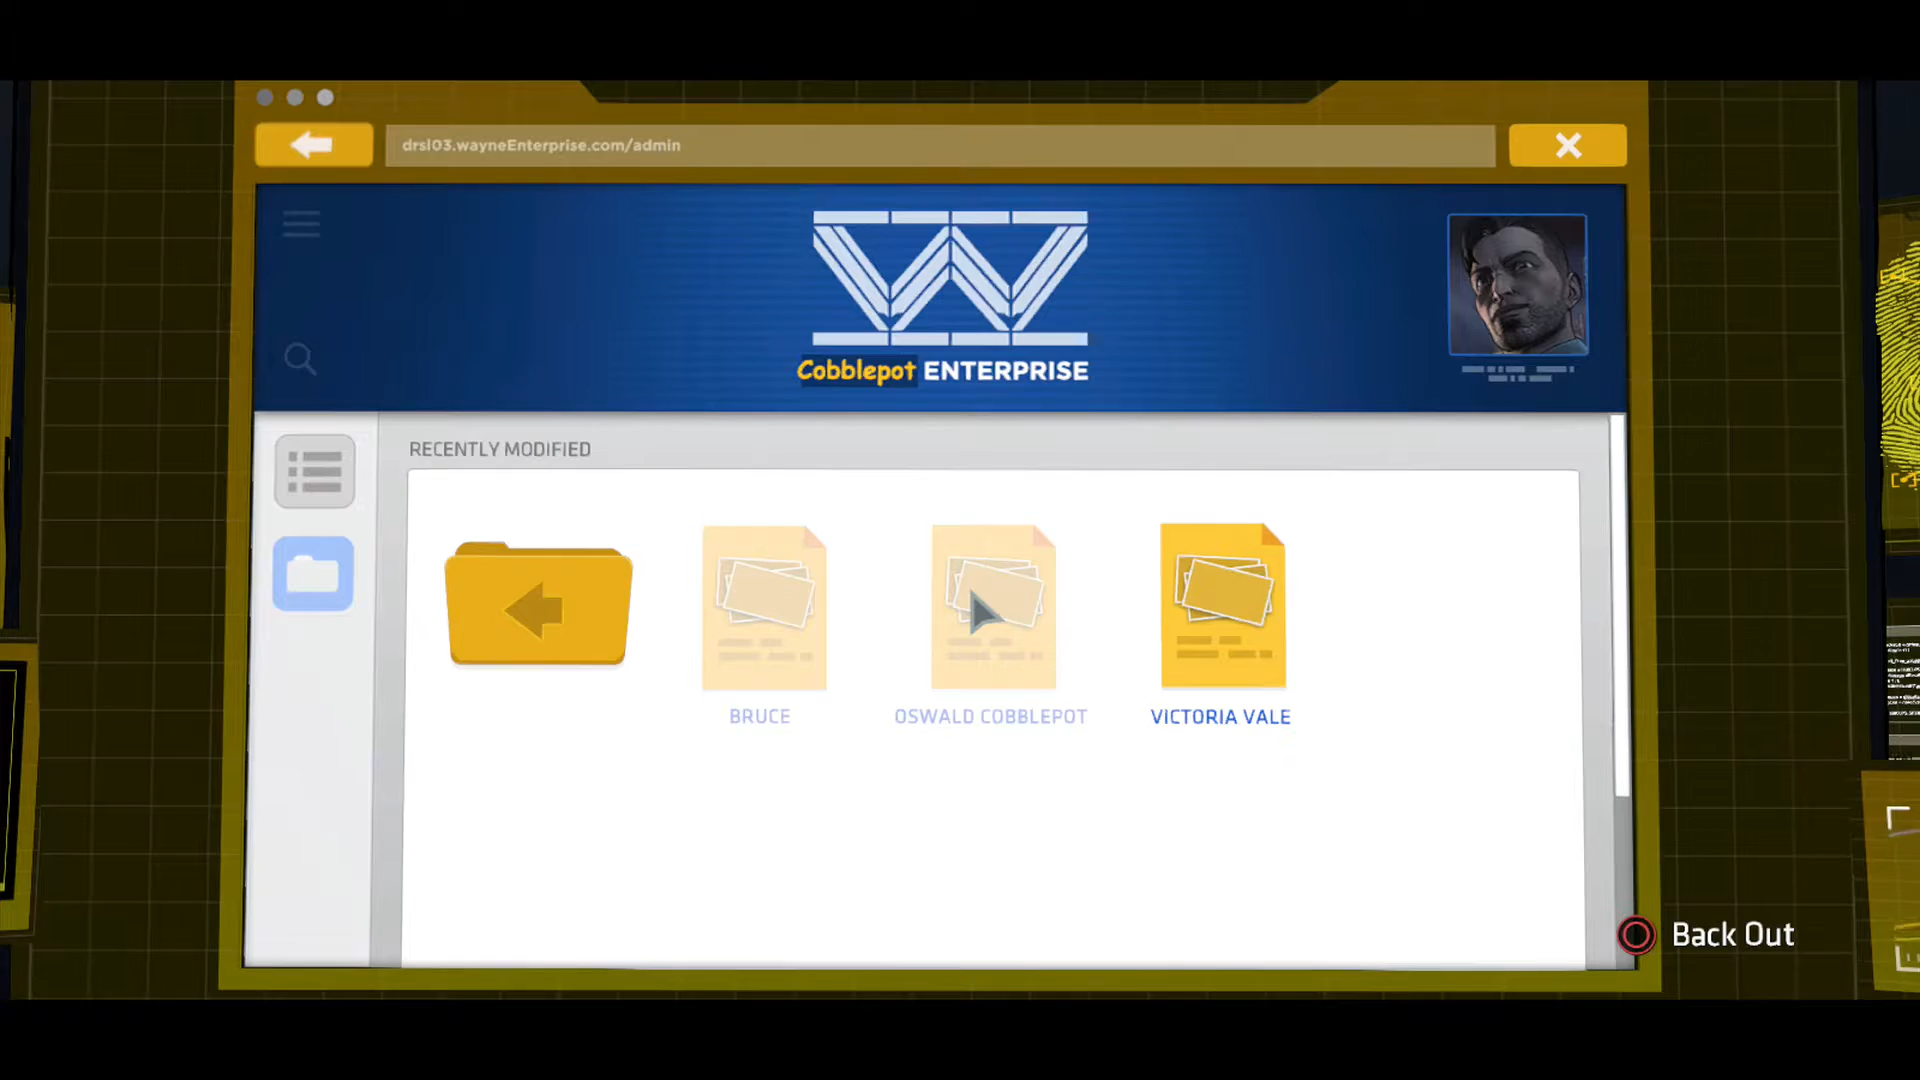 drsl03.wayneEnterprise.com/admin
Cobblepot ENTERPRISE
RECENTLY MODIFIED
BRUCE
OSWALD COBBLEPOT
VICTORIA VALE
Back Out